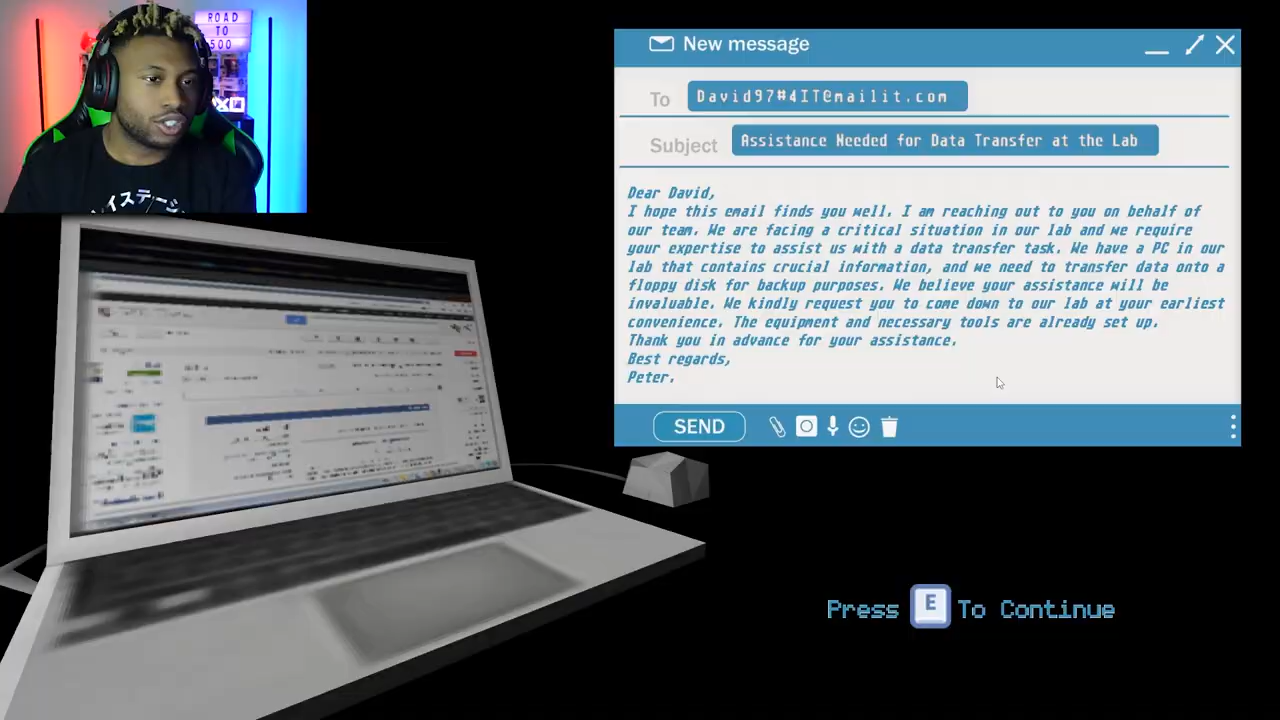 ROAD
TO
500
New message
To David97#4IT@mailit.com
Subject Assistance Needed for Data Transfer at the Lab
Dear David,
I hope this email finds you well. I am reaching out to you on behalf of
our team. We are facing a critical situation in our lab and we require
your expertise to assist us with a data transfer task. We have a PC in our
lab that contains crucial information, and we need to transfer data onto a
floppy disk for backup purposes. We believe your assistance will be
invaluable. We kindly request you to come down to our lab at your earliest
convenience. The equipment and necessary tools are already set up.
Thank you in advance for your assistance.
Best regards,
Peter.
SEND
Press E To Continue